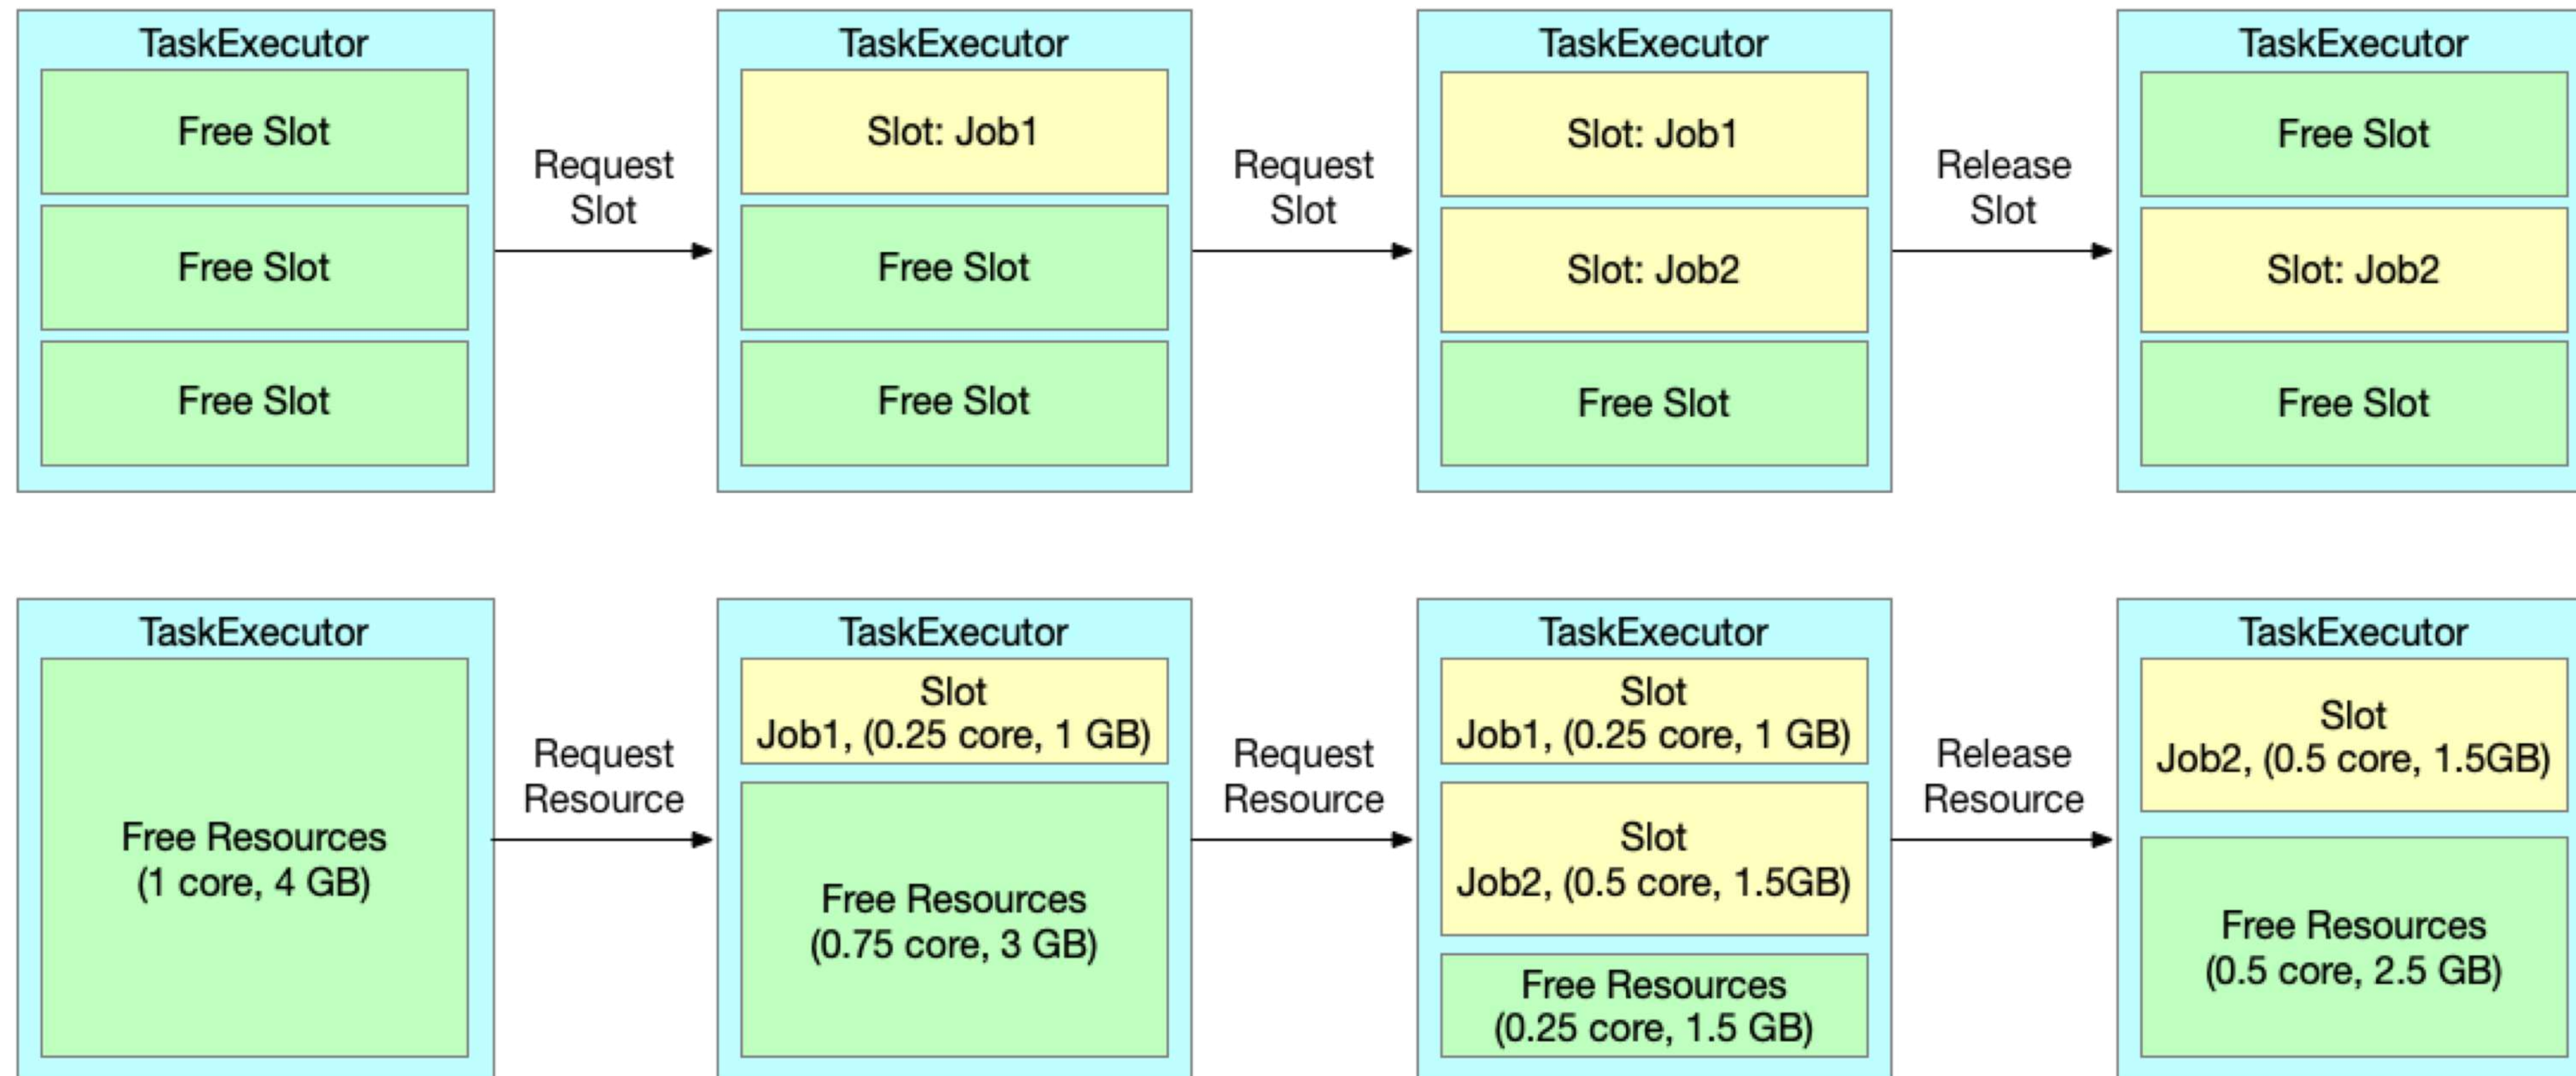 TaskExecutor
Free Slot
Free Slot
Free Slot
Request
Slot
TaskExecutor
Slot: Job1
Free Slot
Free Slot
Request
Slot
TaskExecutor
Slot: Job1
Slot: Job2
Free Slot
Release
Slot
TaskExecutor
Free Slot
Slot: Job2
Free Slot
TaskExecutor
Free Resources
(1 core, 4 GB)
Request
Resource
TaskExecutor
Slot
Job1, (0.25 core, 1 GB)
Free Resources
(0.75 core, 3 GB)
Request
Resource
TaskExecutor
Slot
Job1, (0.25 core, 1 GB)
Slot
Job2, (0.5 core, 1.5GB)
Free Resources
(0.25 core, 1.5 GB)
Release
Resource
TaskExecutor
Slot
Job2, (0.5 core, 1.5GB)
Free Resources
(0.5 core, 2.5 GB)